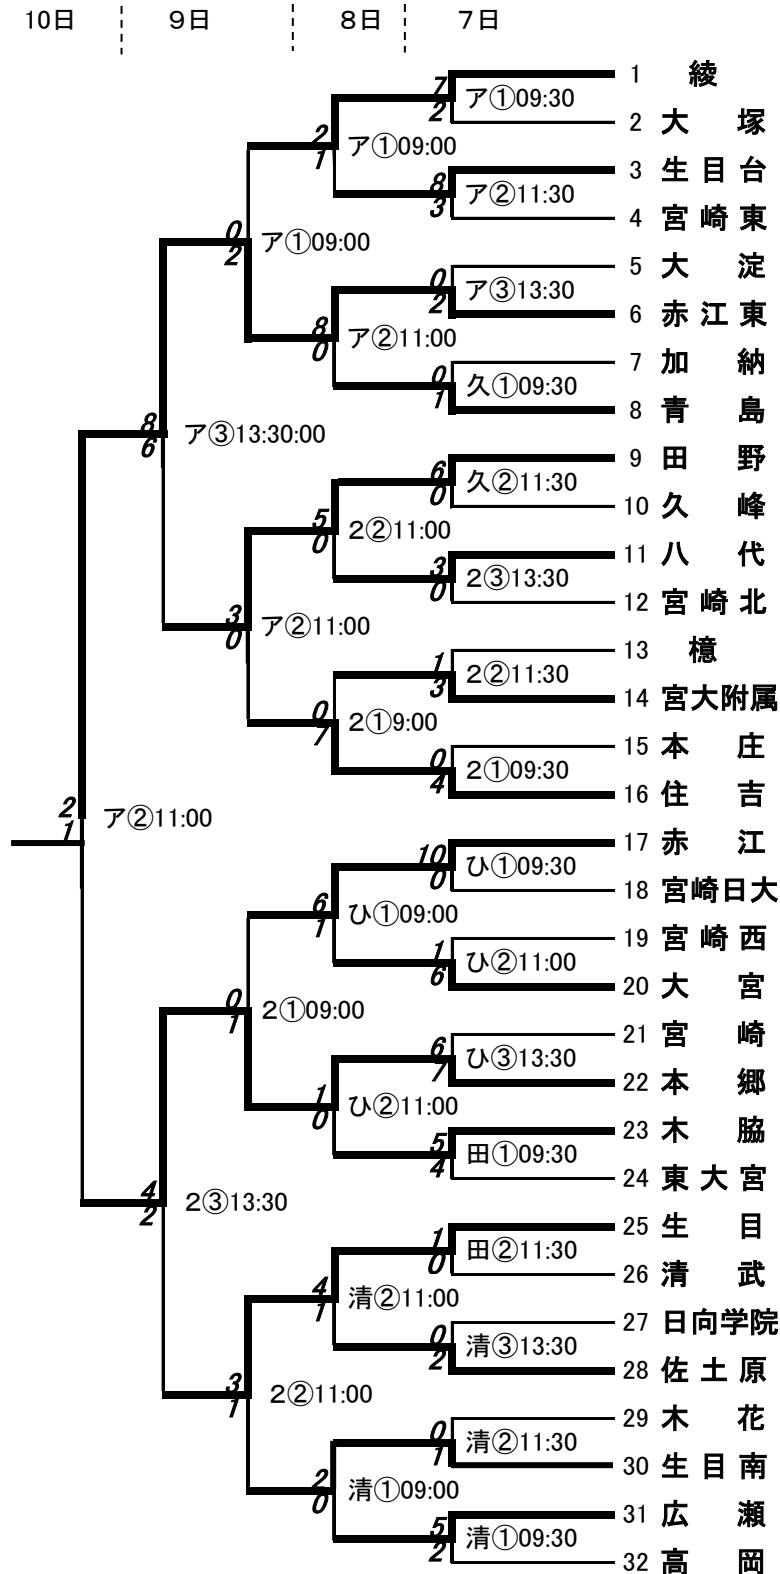 10日 9日 8日 7日
1 綾
7
ア①09:30
2
2 大塚
2
ア①09:00
1
3 生目台
8
ア②11:30
3
4 宮崎東
0
ア①09:00
2
5 大淀
0
ア③13:30
2
6 赤江東
8
ア②11:00
0
7 加納
0
久①09:30
1
8 青島
8
ア③13:30:00
6
9 田野
6
久②11:30
0
10 久峰
5
2②11:00
0
11 八代
3
2③13:30
0
12 宮崎北
3
ア②11:00
0
13 檍
1
2②11:30
3
14 宮大附属
0
2①9:00
7
15 本庄
0
2①09:30
4
16 住吉
2
ア②11:00
1
17 赤江
10
ひ①09:30
0
18 宮崎日大
6
ひ①09:00
1
19 宮崎西
1
ひ②11:00
6
20 大宮
0
2①09:00
1
21 宮崎
6
ひ③13:30
7
22 本郷
1
ひ②11:00
0
23 木脇
5
田①09:30
4
24 東大宮
4
2③13:30
2
25 生目
1
田②11:30
0
26 清武
4
清②11:00
1
27 日向学院
0
清③13:30
2
28 佐土原
3
2②11:00
1
29 木花
0
清②11:30
1
30 生目南
2
清①09:00
0
31 広瀬
5
清①09:30
2
32 高岡